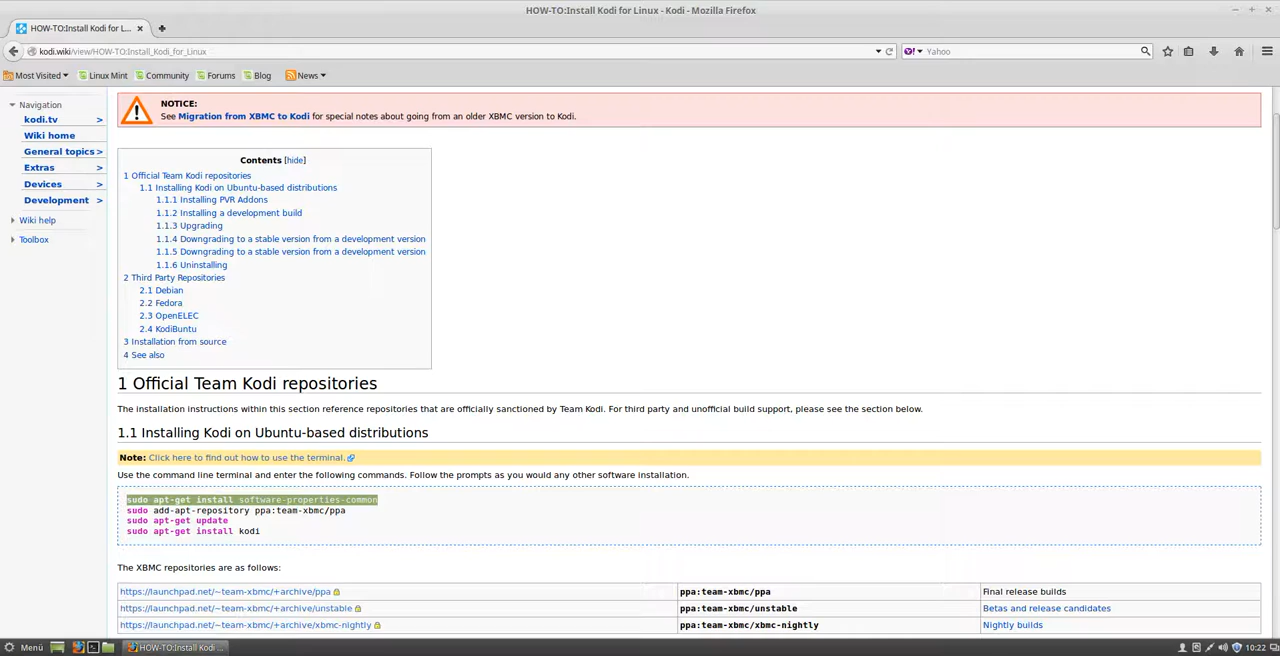 HOW-TO:Install Kodi for Linux - Kodi - Mozilla Firefox
HOW-TO:Install Kodi for L...
kodi.wiki/view/HOW-TO:Install_Kodi_for_Linux
Yahoo
Most Visited
Linux Mint
Community
Forums
Blog
News
Navigation
kodi.tv >
Wiki home
General topics >
Extras >
Devices >
Development >
Wiki help
Toolbox
NOTICE:
See Migration from XBMC to Kodi for special notes about going from an older XBMC version to Kodi.
Contents [hide]
1 Official Team Kodi repositories
1.1 Installing Kodi on Ubuntu-based distributions
1.1.1 Installing PVR Addons
1.1.2 Installing a development build
1.1.3 Upgrading
1.1.4 Downgrading to a stable version from a development version
1.1.5 Downgrading to a stable version from a development version
1.1.6 Uninstalling
2 Third Party Repositories
2.1 Debian
2.2 Fedora
2.3 OpenELEC
2.4 KodiBuntu
3 Installation from source
4 See also
1 Official Team Kodi repositories
The installation instructions within this section reference repositories that are officially sanctioned by Team Kodi. For third party and unofficial build support, please see the section below.
1.1 Installing Kodi on Ubuntu-based distributions
Note: Click here to find out how to use the terminal.
Use the command line terminal and enter the following commands. Follow the prompts as you would any other software installation.
sudo apt-get install software-properties-common
sudo add-apt-repository ppa:team-xbmc/ppa
sudo apt-get update
sudo apt-get install kodi
The XBMC repositories are as follows:
https://launchpad.net/~team-xbmc/+archive/ppa ppa:team-xbmc/ppa Final release builds
https://launchpad.net/~team-xbmc/+archive/unstable ppa:team-xbmc/unstable Betas and release candidates
https://launchpad.net/~team-xbmc/+archive/xbmc-nightly ppa:team-xbmc/xbmc-nightly Nightly builds
Menu
HOW-TO:Install Kodi ...
10:22